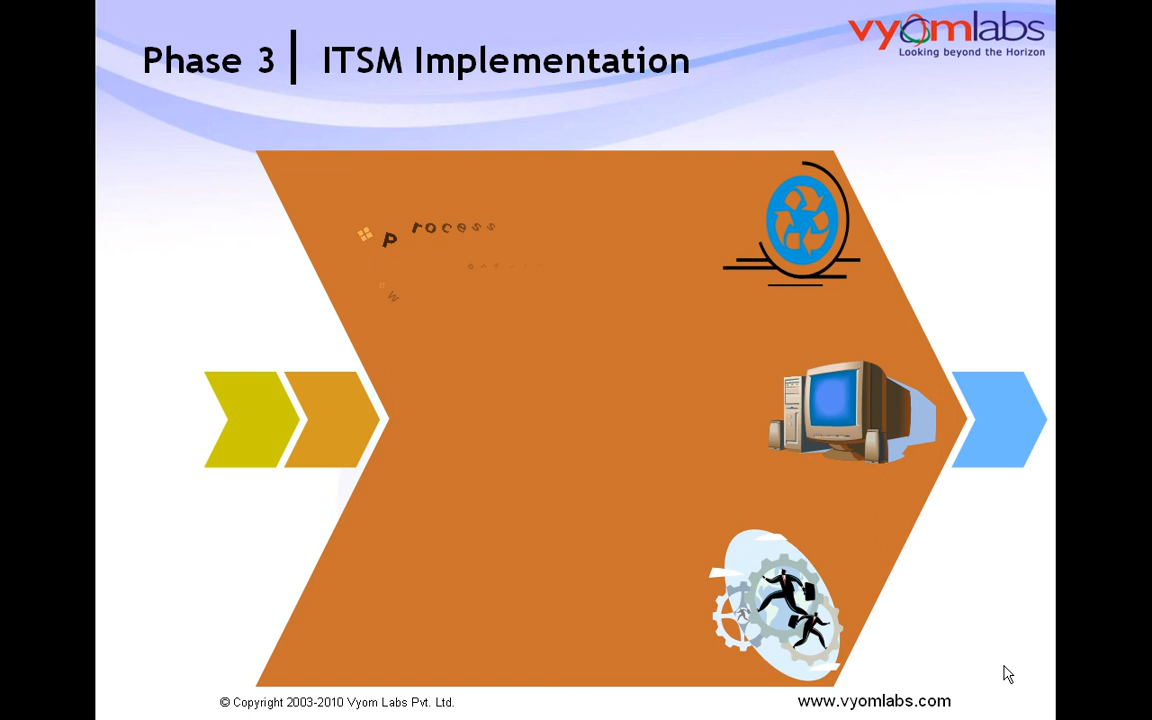 Phase 3 | ITSM Implementation
vyomlabs
Looking beyond the Horizon
Process
W
© Copyright 2003-2010 Vyom Labs Pvt. Ltd.
www.vyomlabs.com